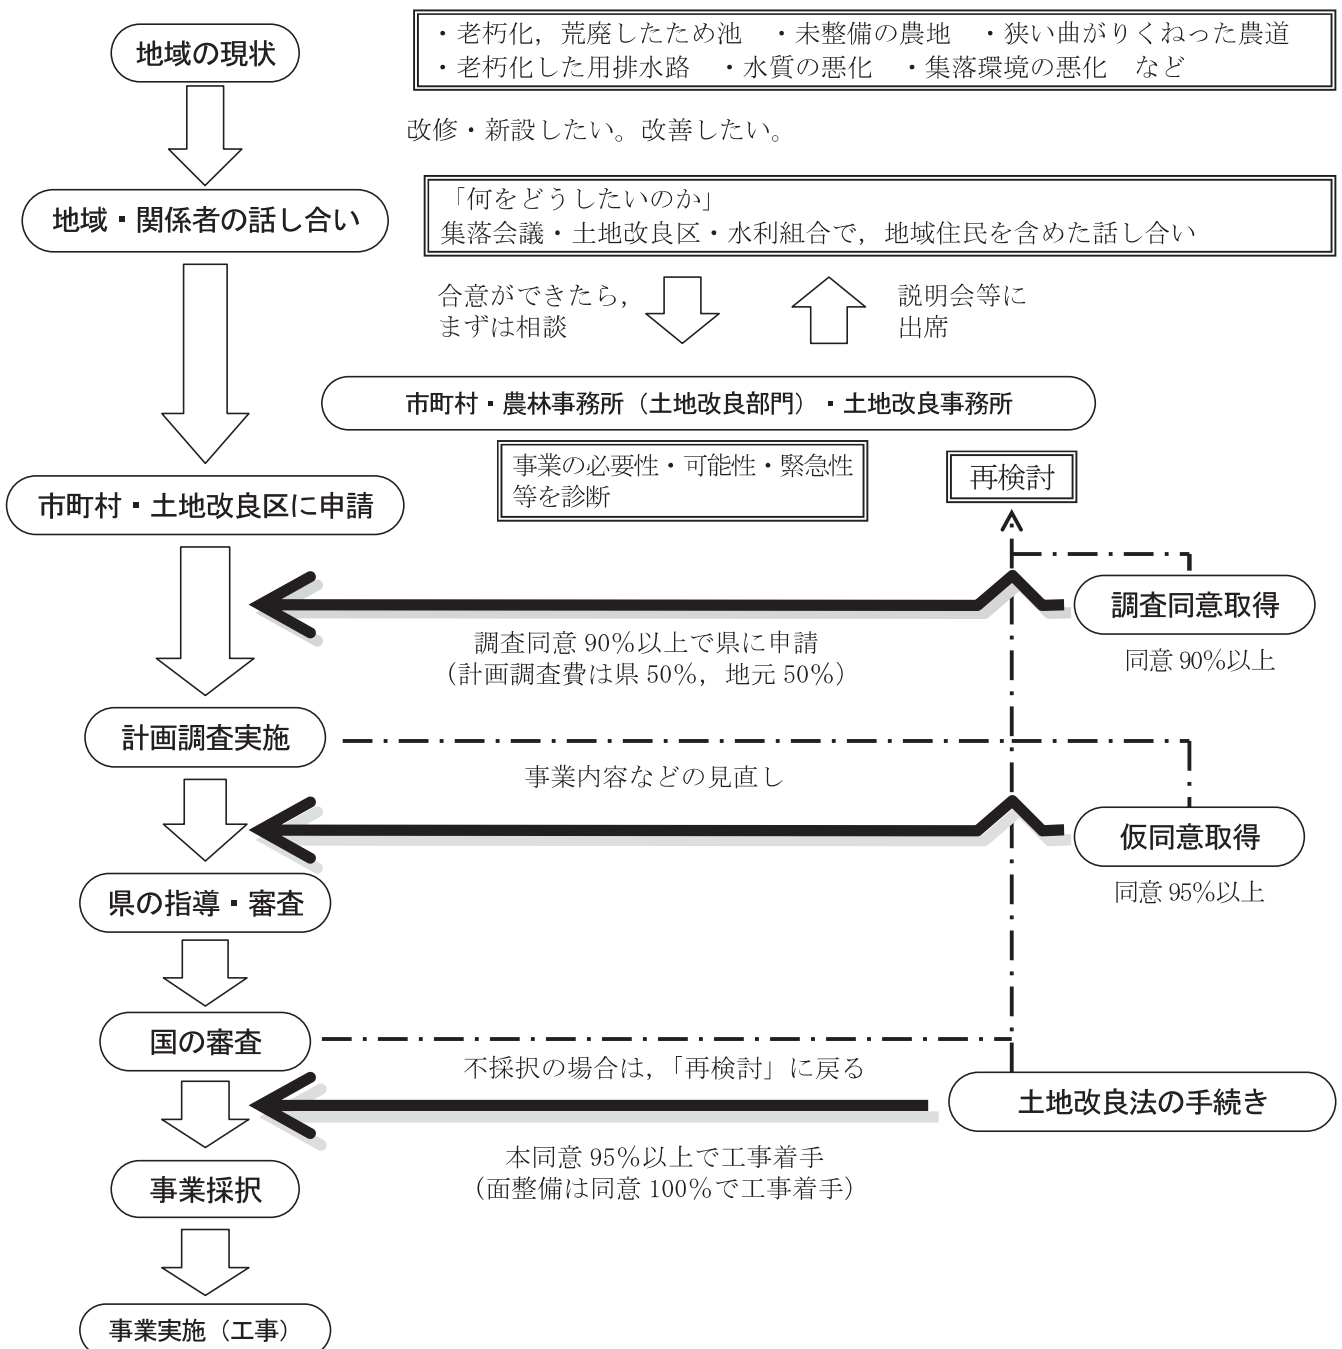 地域の現状
・老朽化，荒廃したため池　・未整備の農地　・狭い曲がりくねった農道
・老朽化した用排水路　・水質の悪化　・集落環境の悪化　など
改修・新設したい。改善したい。
地域・関係者の話し合い
「何をどうしたいのか」
集落会議・土地改良区・水利組合で，地域住民を含めた話し合い
合意ができたら，
まずは相談
説明会等に
出席
市町村・農林事務所（土地改良部門）・土地改良事務所
事業の必要性・可能性・緊急性
等を診断
再検討
市町村・土地改良区に申請
調査同意取得
同意 90％以上
調査同意 90％以上で県に申請
（計画調査費は県 50％，地元 50％）
計画調査実施
事業内容などの見直し
仮同意取得
同意 95％以上
県の指導・審査
国の審査
不採択の場合は，「再検討」に戻る
土地改良法の手続き
本同意 95％以上で工事着手
（面整備は同意 100％で工事着手）
事業採択
事業実施（工事）